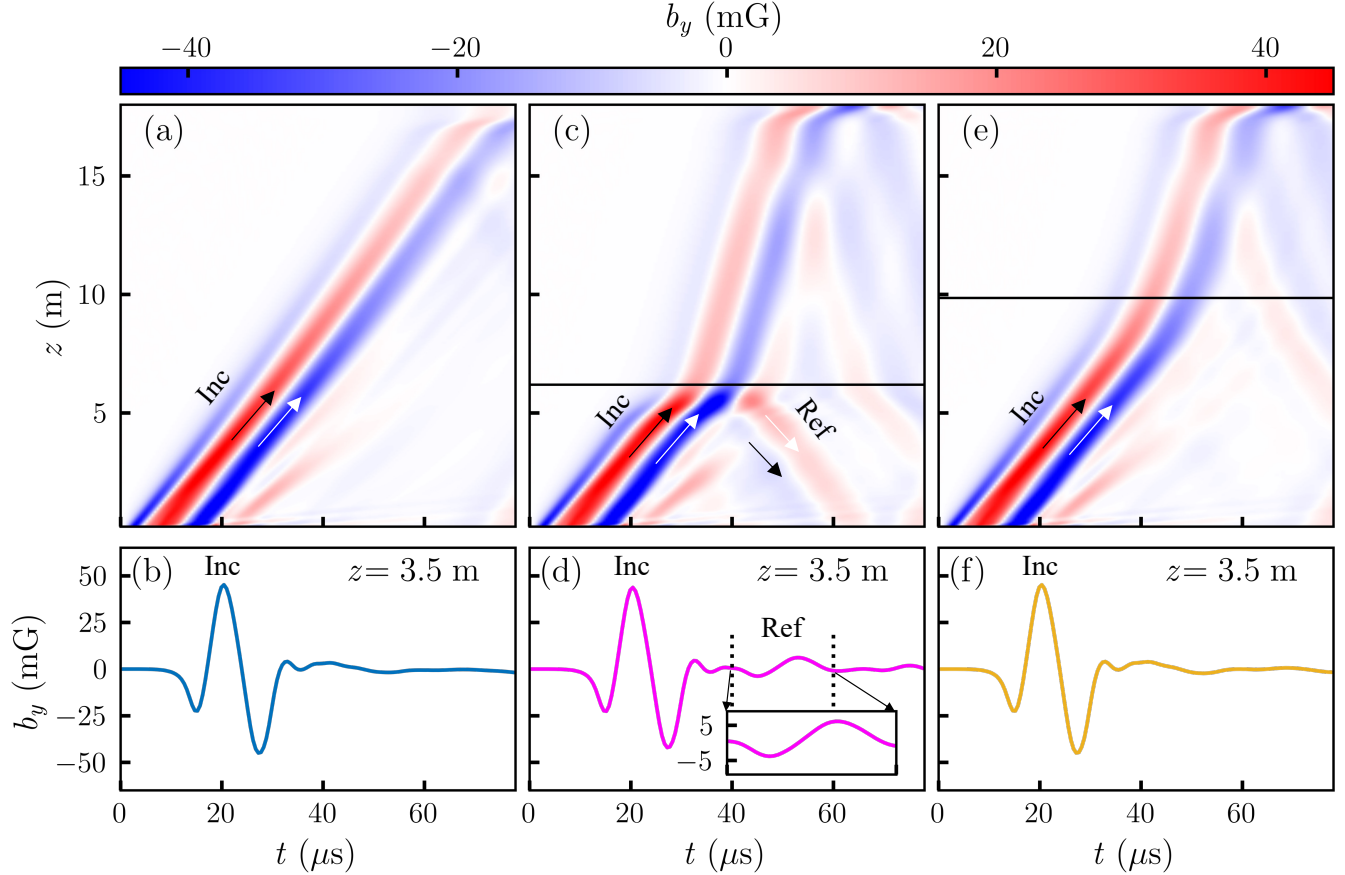 b_y (mG)
−40 −20 0 20 40
(a) (c) (e)
15
10
5
z (m)
Inc
Inc
Ref
Inc
(b) Inc z= 3.5 m
(d) Inc z= 3.5 m
(f) Inc z= 3.5 m
Ref
50
25
0
−25
−50
b_y (mG)
5
−5
0 20 40 60
0 20 40 60
0 20 40 60
t (μs) t (μs) t (μs)